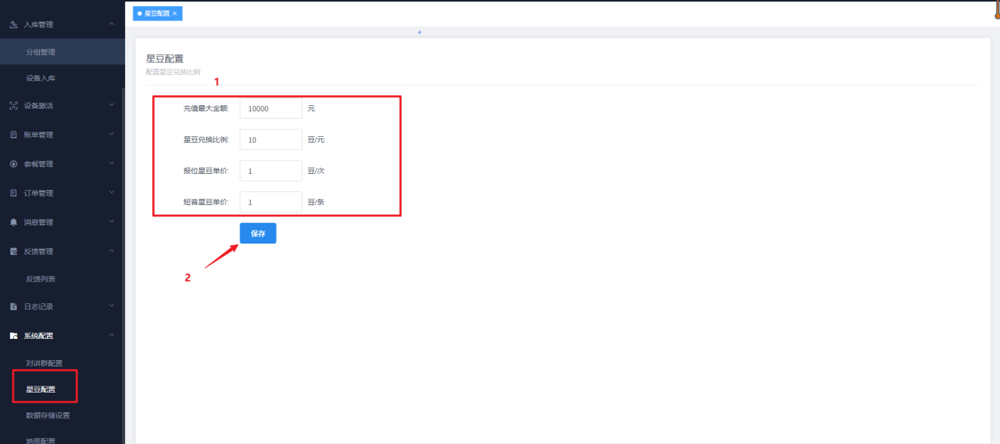 星豆配置
入库管理
分组管理
设备入库
设备激活
账单管理
套餐管理
订单管理
消息管理
反馈管理
反馈列表
日志记录
系统配置
对讲群配置
星豆配置
数据存储设置
地图配置
星豆配置
配置星豆兑换比例
1
充值最大金额: 10000 元
星豆兑换比例: 10 豆/元
报位星豆单价: 1 豆/次
短音星豆单价: 1 豆/条
保存
2